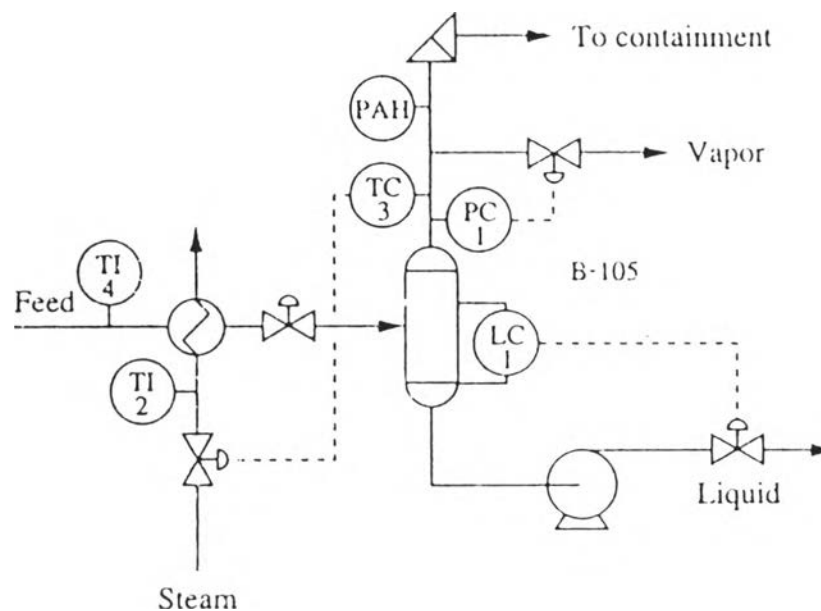 To containment
PAH
Vapor
TC
3
PC
1
B-105
TI
4
Feed
LC
1
TI
2
Liquid
Steam